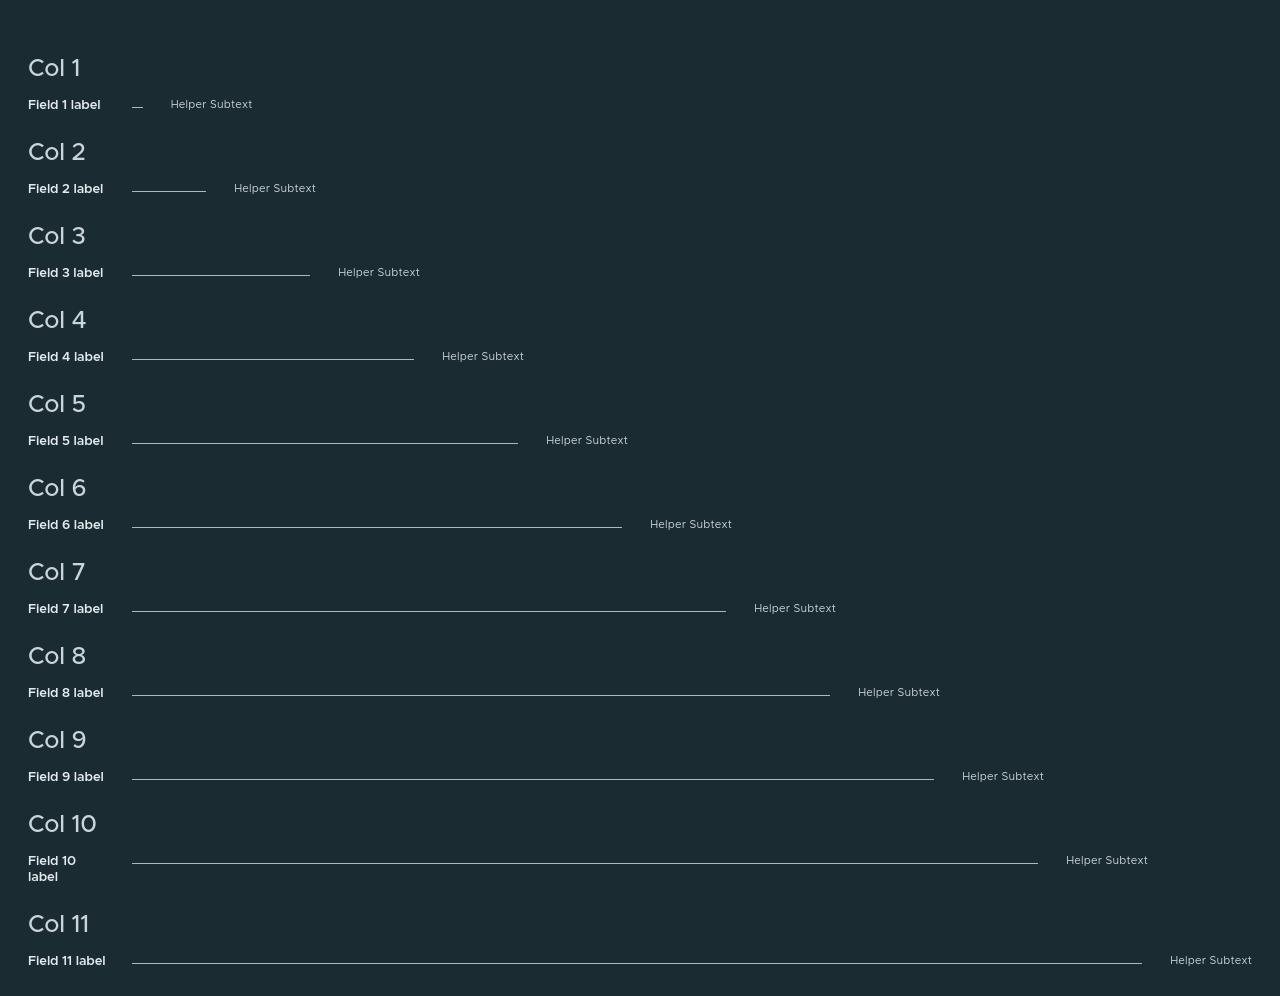 Col 1
Field 1 label Helper Subtext
Col 2
Field 2 label Helper Subtext
Col 3
Field 3 label Helper Subtext
Col 4
Field 4 label Helper Subtext
Col 5
Field 5 label Helper Subtext
Col 6
Field 6 label Helper Subtext
Col 7
Field 7 label Helper Subtext
Col 8
Field 8 label Helper Subtext
Col 9
Field 9 label Helper Subtext
Col 10
Field 10 Helper Subtext
label
Col 11
Field 11 label Helper Subtext